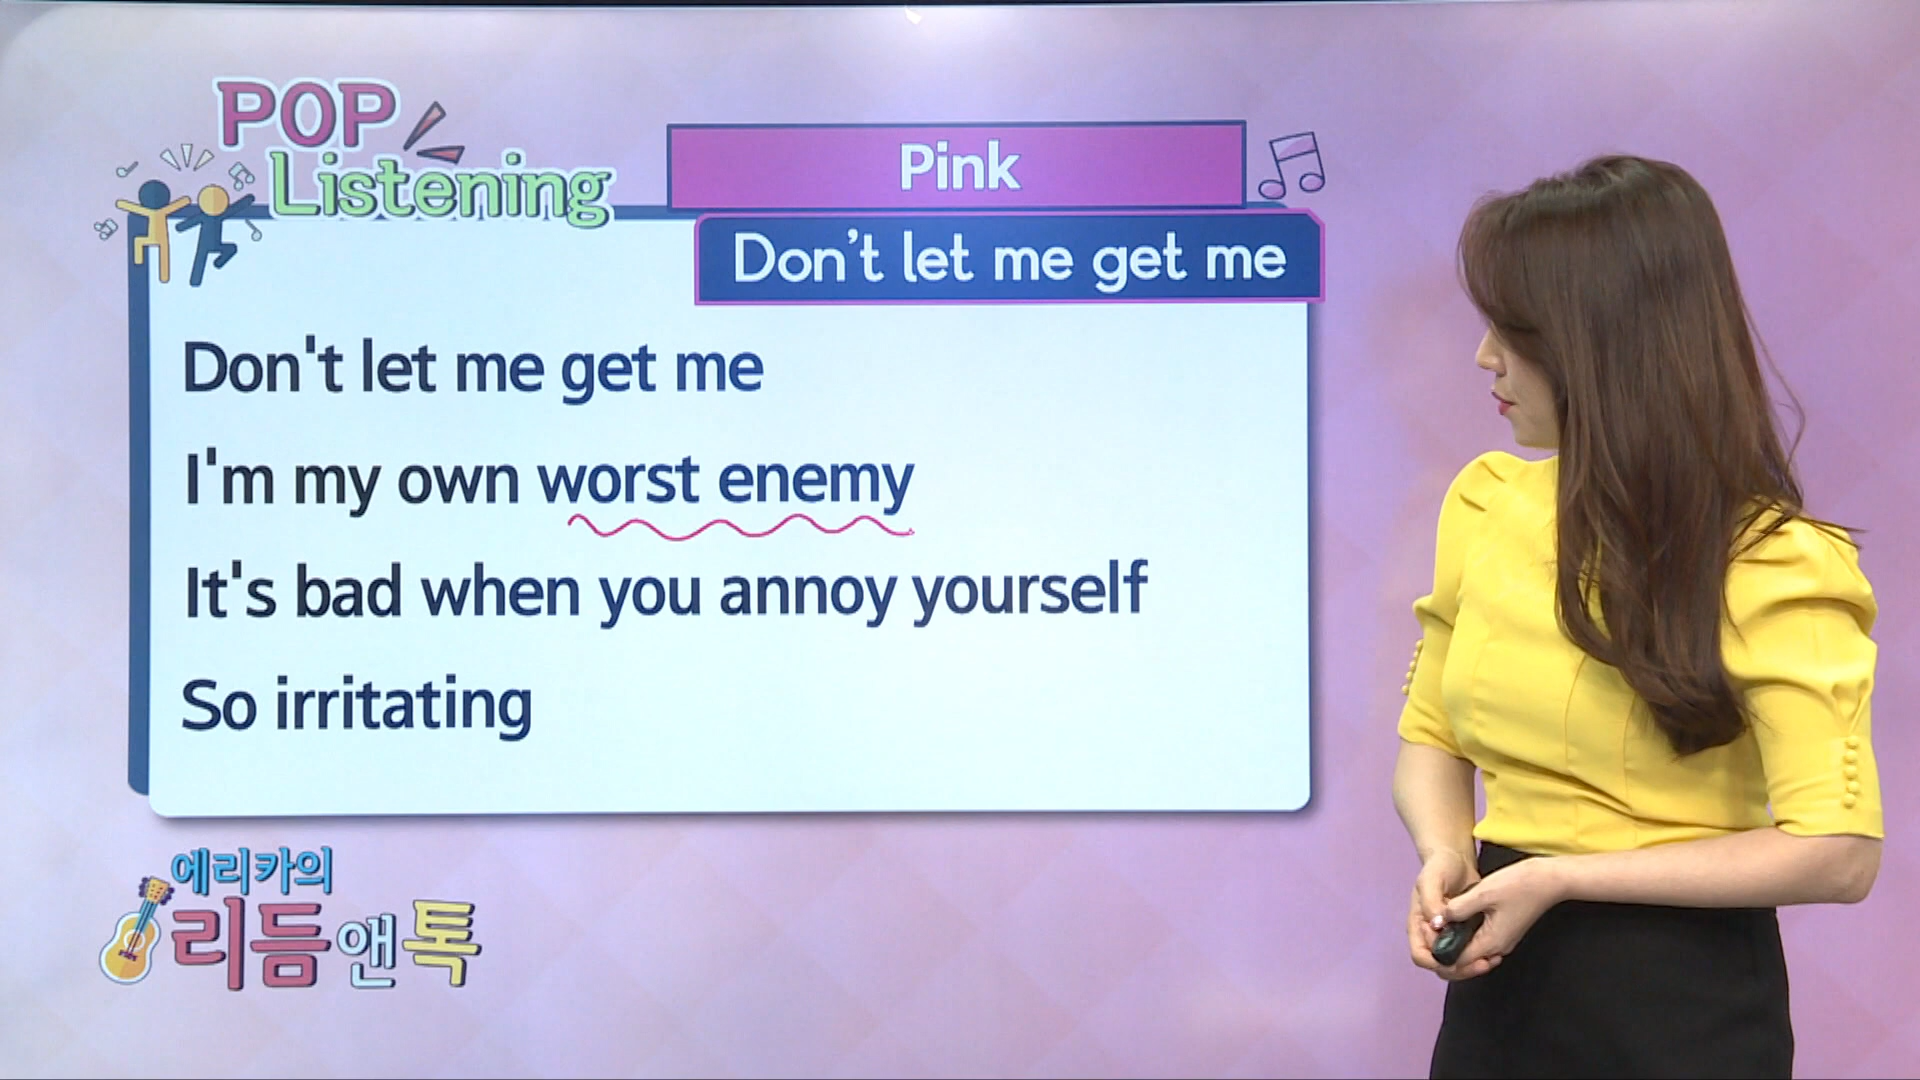 POP
Listening
Pink
Don't let me get me
Don't let me get me
I'm my own worst enemy
It's bad when you annoy yourself
So irritating
에리카의
리듬앤톡